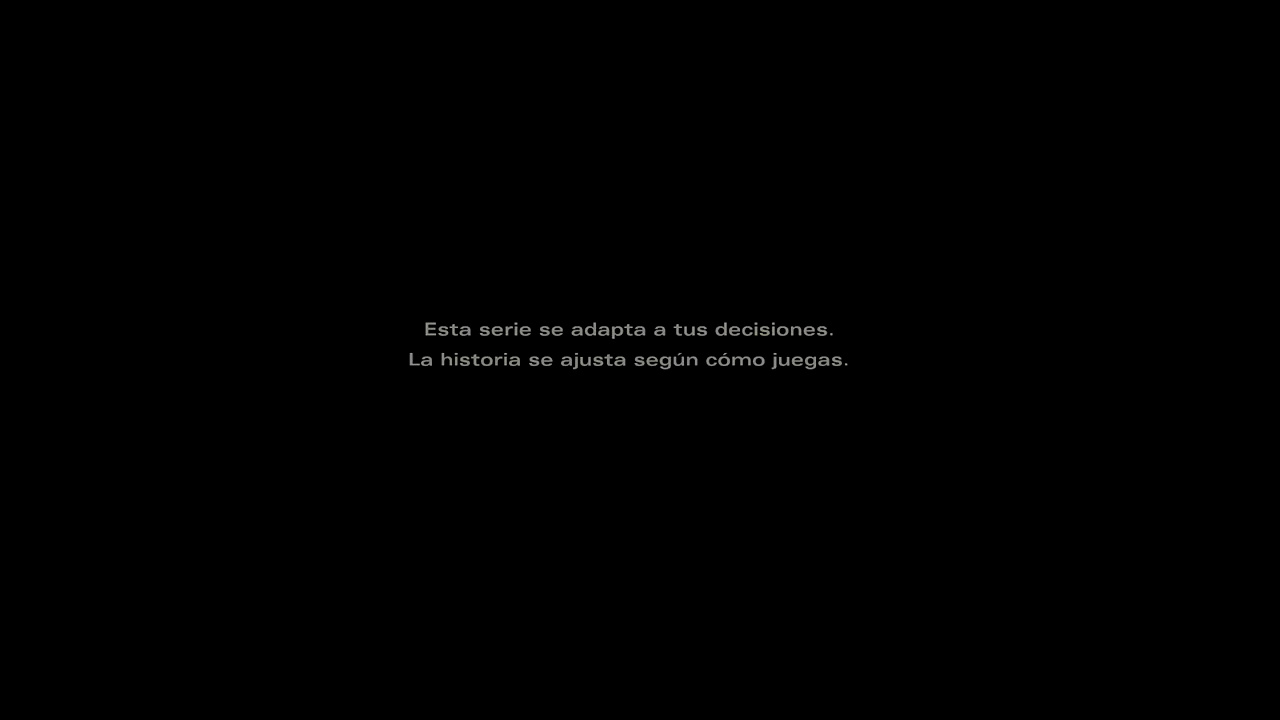 Esta serie se adapta a tus decisiones.
La historia se ajusta según cómo juegas.